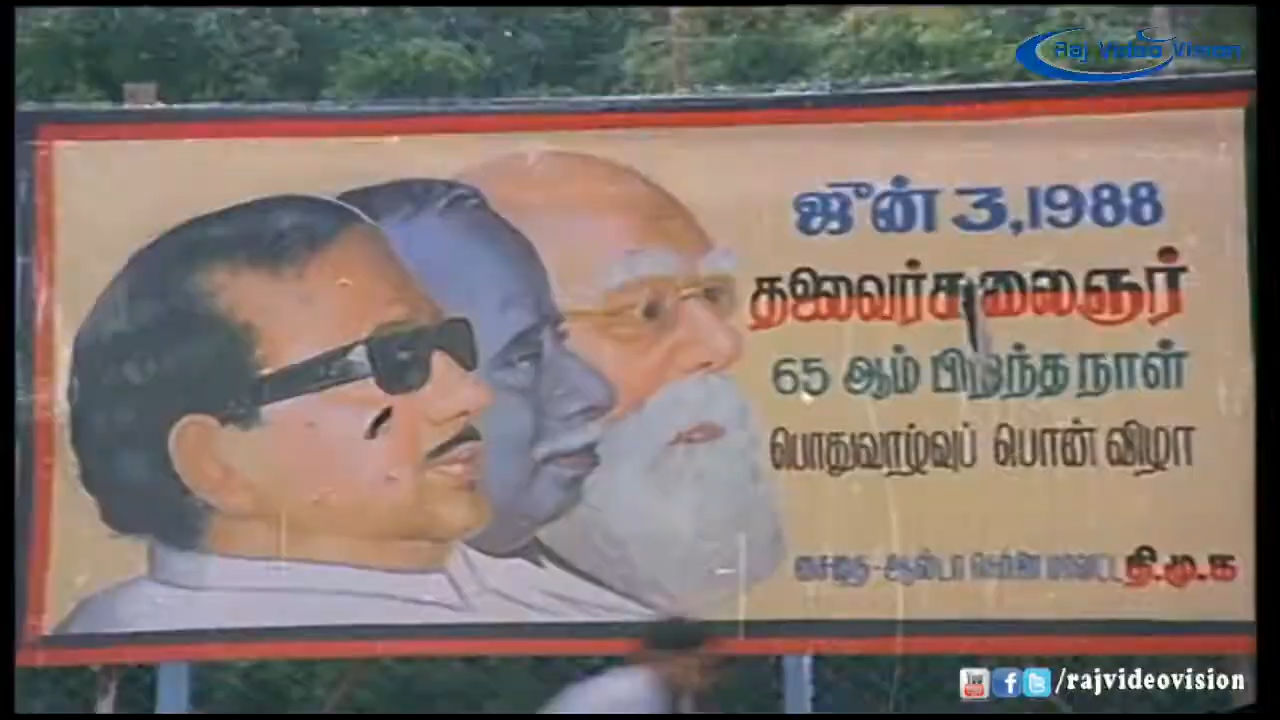 Raj Video Vision
ஜூன் 3,1988
தலைவர்கலைஞர்
65 ஆம் பிறந்த நாள்
பொதுவாழ்வுப் பொன் விழா
சைதை - தி.மு.க
/rajvideovision